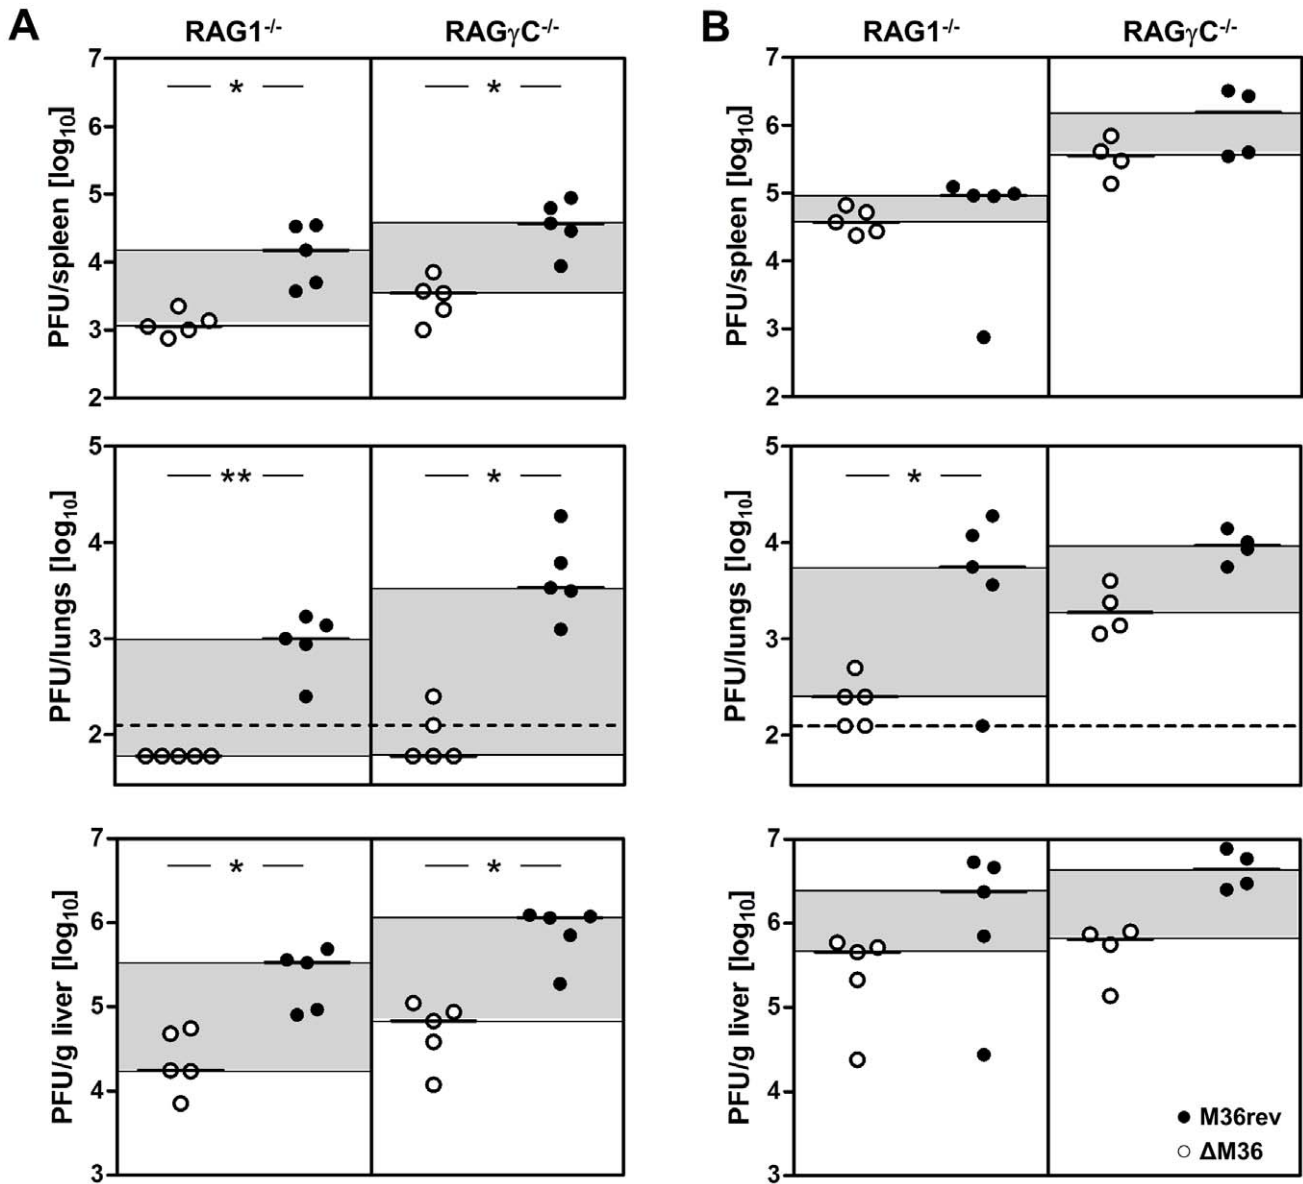 A
RAG1-/-
RAGγC-/-
7
6
5
4
3
2
PFU/spleen [log10]
*
*
5
4
3
2
PFU/lungs [log10]
**
*
7
6
5
4
3
PFU/g liver [log10]
*
*
B
RAG1-/-
RAGγC-/-
7
6
5
4
3
2
PFU/spleen [log10]
5
4
3
2
PFU/lungs [log10]
*
7
6
5
4
3
PFU/g liver [log10]
M36rev
ΔM36